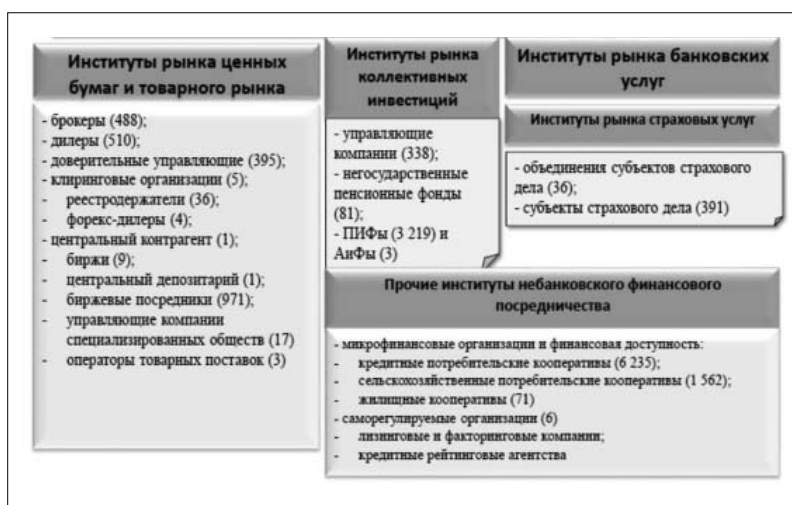 Институты рынка ценных
бумаг и товарного рынка
- брокеры (488);
- дилеры (510);
- доверительные управляющие (395);
- клиринговые организации (5);
- реестродержатели (36);
- форекс-дилеры (4);
- центральный контрагент (1);
- биржи (9);
- центральный депозитарий (1);
- биржевые посредники (971);
- управляющие компании
специализированных обществ (17)
- операторы товарных поставок (3)
Институты рынка
коллективных
инвестиций
- управляющие
компании (338);
- негосударственные
пенсионные фонды
(81);
- ПИФы (3 219) и
АиФы (3)
Институты рынка банковских
услуг
Институты рынка страховых услуг
- объединения субъектов страхового
дела (36);
- субъекты страхового дела (391)
Прочие институты небанковского финансового
посредничества
- микрофинансовые организации и финансовая доступность:
- кредитные потребительские кооперативы (6 235);
- сельскохозяйственные потребительские кооперативы (1 562);
- жилищные кооперативы (71)
- саморегулируемые организации (6)
- лизинговые и факторинговые компании;
- кредитные рейтинговые агентства